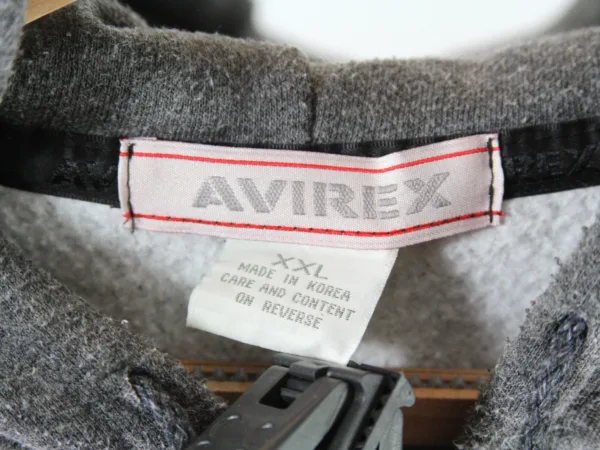 AVIREX
XXL
MADE IN KOREA
CARE AND CONTENT
ON REVERSE